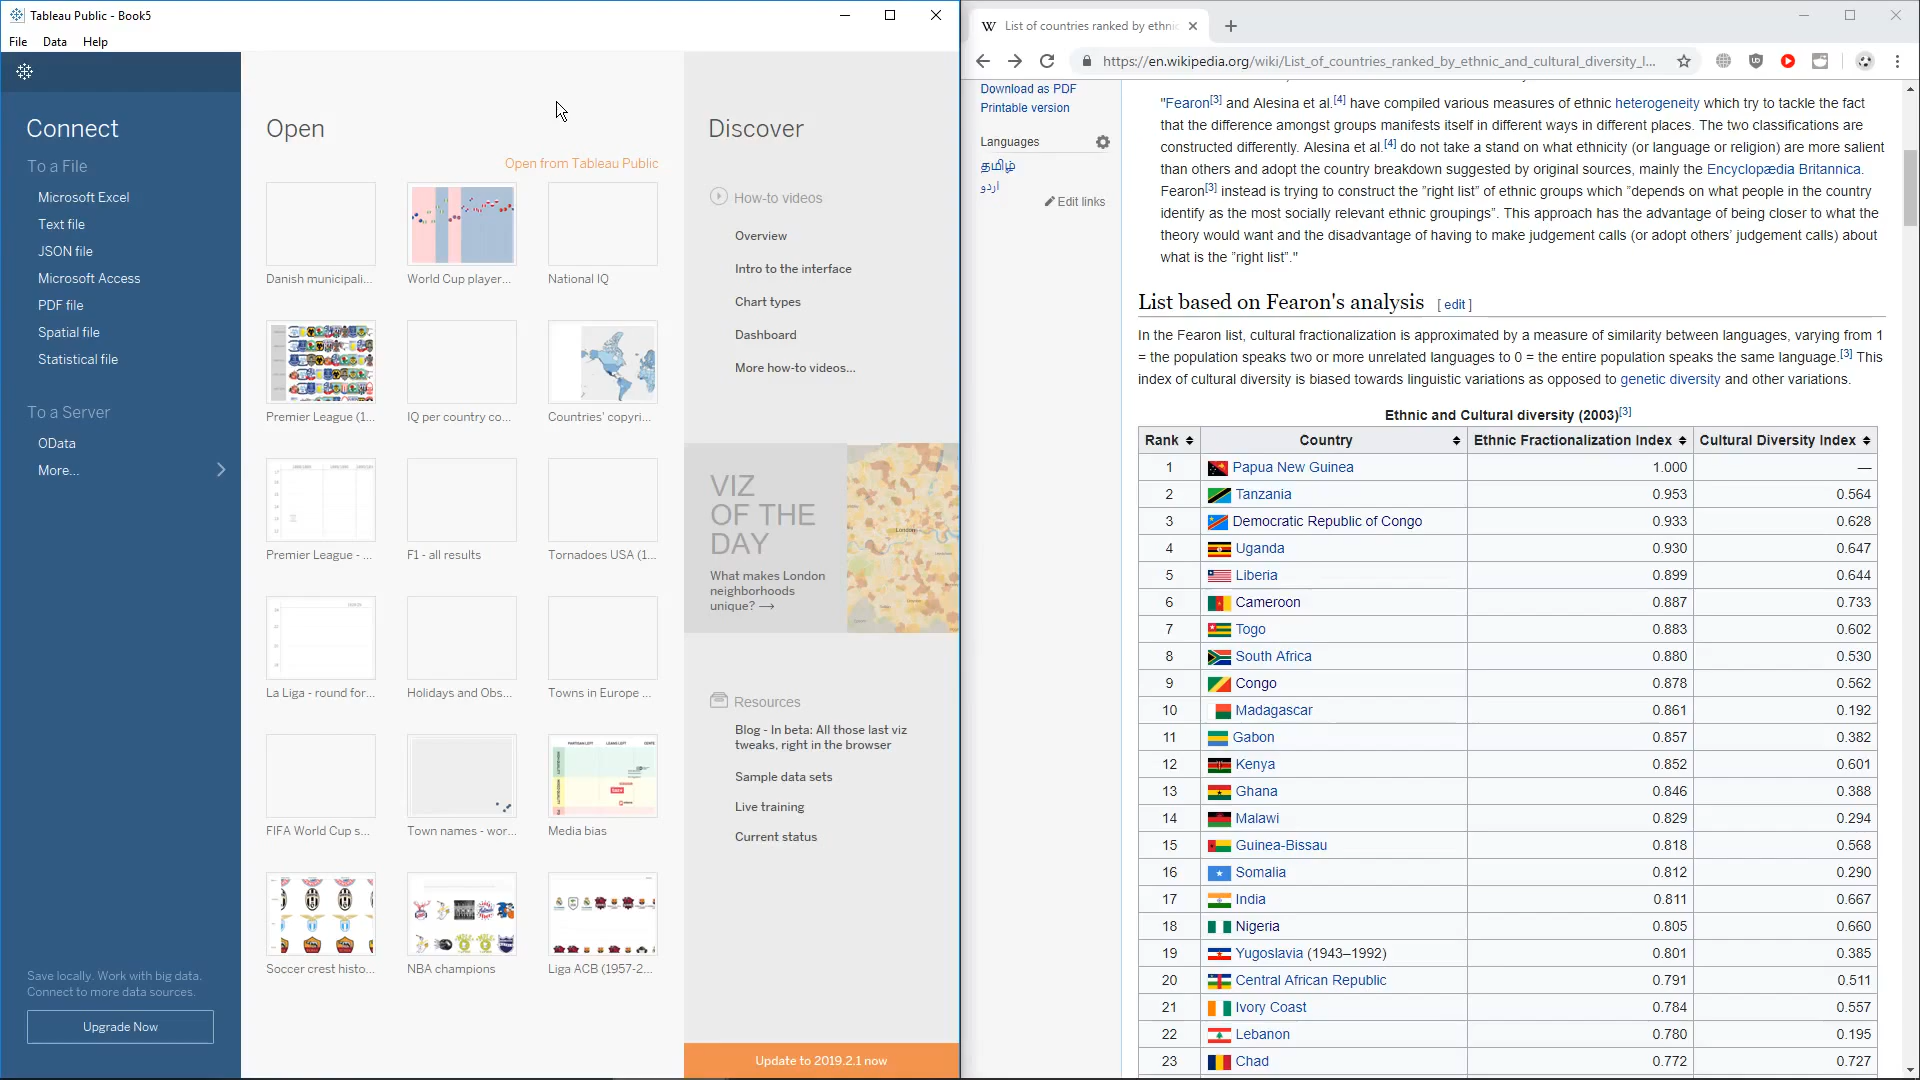 Tableau Public - Book5
File Data Help
Connect
To a File
Microsoft Excel
Text file
JSON file
Microsoft Access
PDF file
Spatial file
Statistical file
To a Server
OData
More...
Save locally. Work with big data.
Connect to more data sources.
Upgrade Now
Open
Open from Tableau Public
Danish municipali... World Cup player... National IQ
Premier League (1... IQ per country co... Countries' copyri...
Premier League - ... F1 - all results Tornadoes USA (1...
La Liga - round for... Holidays and Obs... Towns in Europe ...
FIFA World Cup s... Town names - wor... Media bias
Soccer crest histo... NBA champions Liga ACB (1957-2...
Discover
How-to videos
Overview
Intro to the interface
Chart types
Dashboard
More how-to videos...
VIZ
OF THE
DAY
What makes London
neighborhoods
unique? →
London
Resources
Blog - In beta: All those last viz
tweaks, right in the browser
Sample data sets
Live training
Current status
Update to 2019.2.1 now
W List of countries ranked by ethnic
https://en.wikipedia.org/wiki/List_of_countries_ranked_by_ethnic_and_cultural_diversity_l...
Download as PDF
Printable version
Languages
தமிழ்
اردو
Edit links
"Fearon[3] and Alesina et al.[4] have compiled various measures of ethnic heterogeneity which try to tackle the fact
that the difference amongst groups manifests itself in different ways in different places. The two classifications are
constructed differently. Alesina et al.[4] do not take a stand on what ethnicity (or language or religion) are more salient
than others and adopt the country breakdown suggested by original sources, mainly the Encyclopædia Britannica.
Fearon[3] instead is trying to construct the ”right list” of ethnic groups which ”depends on what people in the country
identify as the most socially relevant ethnic groupings”. This approach has the advantage of being closer to what the
theory would want and the disadvantage of having to make judgement calls (or adopt others’ judgement calls) about
what is the ”right list”."
List based on Fearon's analysis [ edit ]
In the Fearon list, cultural fractionalization is approximated by a measure of similarity between languages, varying from 1
= the population speaks two or more unrelated languages to 0 = the entire population speaks the same language.[3] This
index of cultural diversity is biased towards linguistic variations as opposed to genetic diversity and other variations.
Ethnic and Cultural diversity (2003)[3]
Rank Country Ethnic Fractionalization Index Cultural Diversity Index
1 Papua New Guinea 1.000 —
2 Tanzania 0.953 0.564
3 Democratic Republic of Congo 0.933 0.628
4 Uganda 0.930 0.647
5 Liberia 0.899 0.644
6 Cameroon 0.887 0.733
7 Togo 0.883 0.602
8 South Africa 0.880 0.530
9 Congo 0.878 0.562
10 Madagascar 0.861 0.192
11 Gabon 0.857 0.382
12 Kenya 0.852 0.601
13 Ghana 0.846 0.388
14 Malawi 0.829 0.294
15 Guinea-Bissau 0.818 0.568
16 Somalia 0.812 0.290
17 India 0.811 0.667
18 Nigeria 0.805 0.660
19 Yugoslavia (1943–1992) 0.801 0.385
20 Central African Republic 0.791 0.511
21 Ivory Coast 0.784 0.557
22 Lebanon 0.780 0.195
23 Chad 0.772 0.727